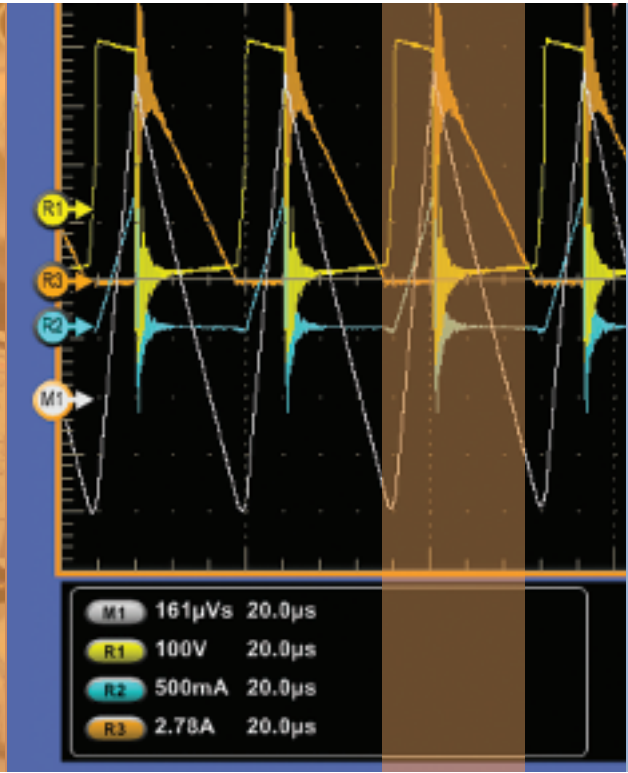 R1
R3
R2
M1
M1 161µVs 20.0µs
R1 100V 20.0µs
R2 500mA 20.0µs
R3 2.78A 20.0µs